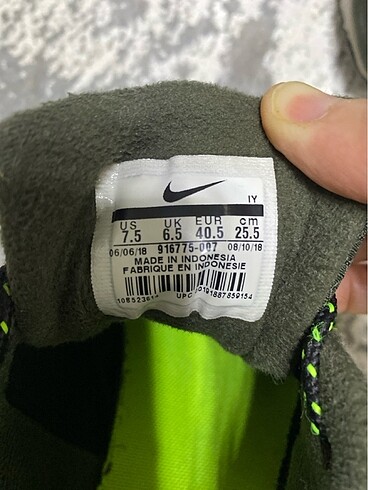 IY
US UK EUR cm
7.5 6.5 40.5 25.5
06/06/18 916775-007 08/10/18
MADE IN INDONESIA
FABRIQUE EN INDONESIE
UPC